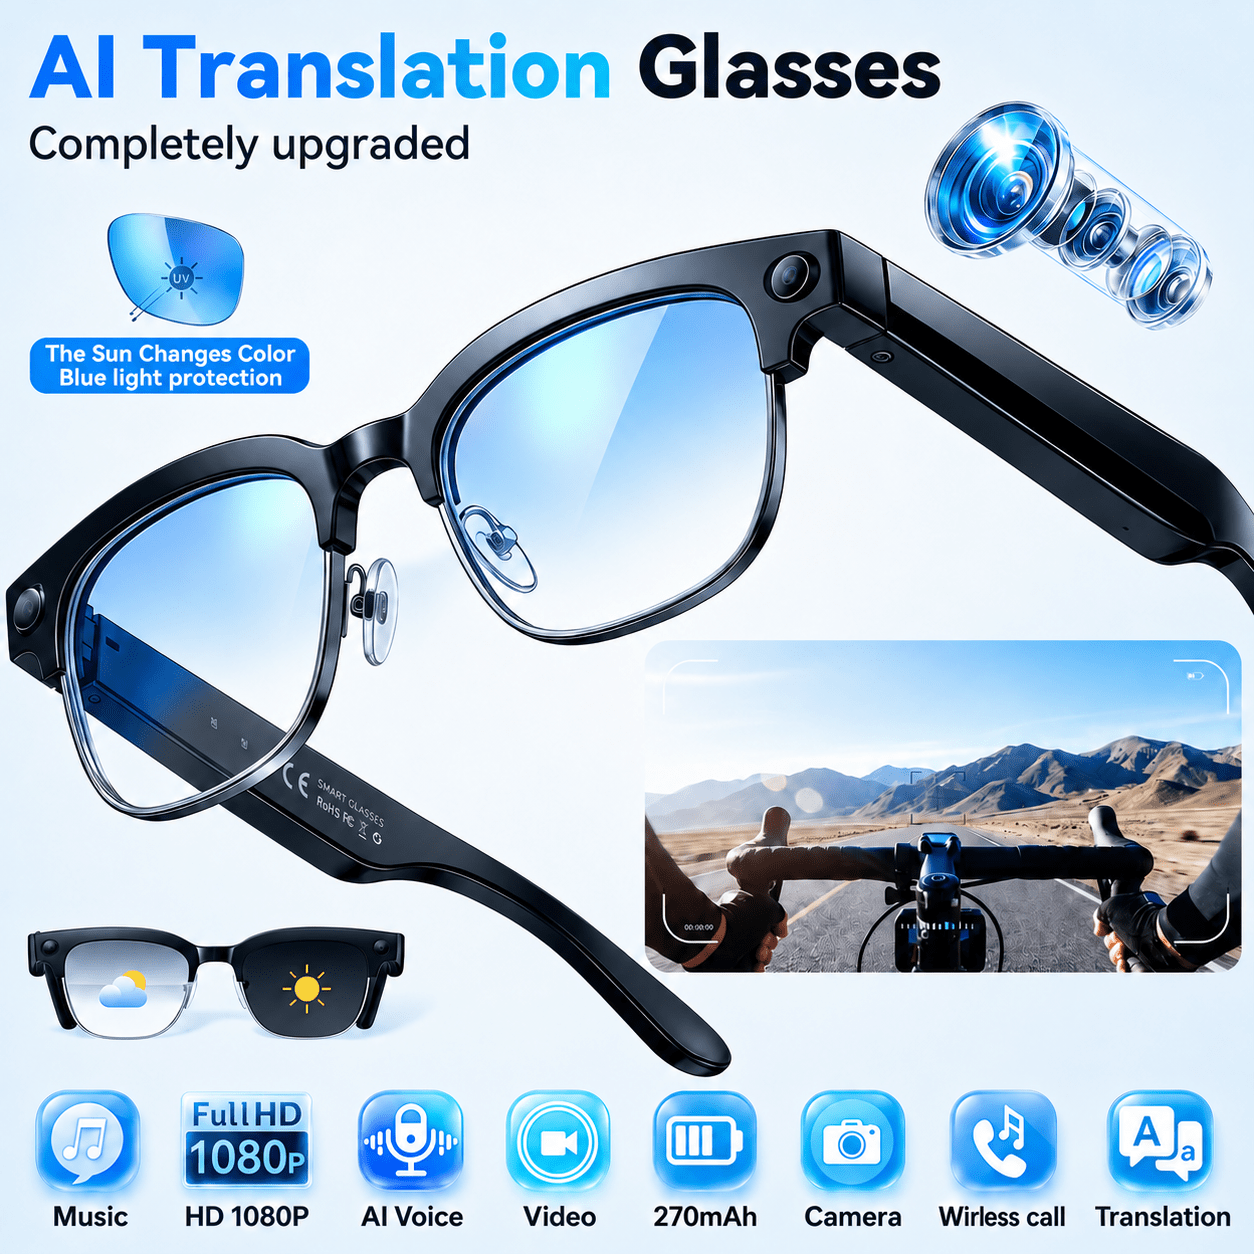 AI Translation Glasses
Completely upgraded
UV
The Sun Changes Color
Blue light protection
CE
SMART GLASSES
RoHS FC
00:00:00
Full HD
1080P
Music
HD 1080P
AI Voice
Video
270mAh
Camera
A
a
Wirless call
Translation